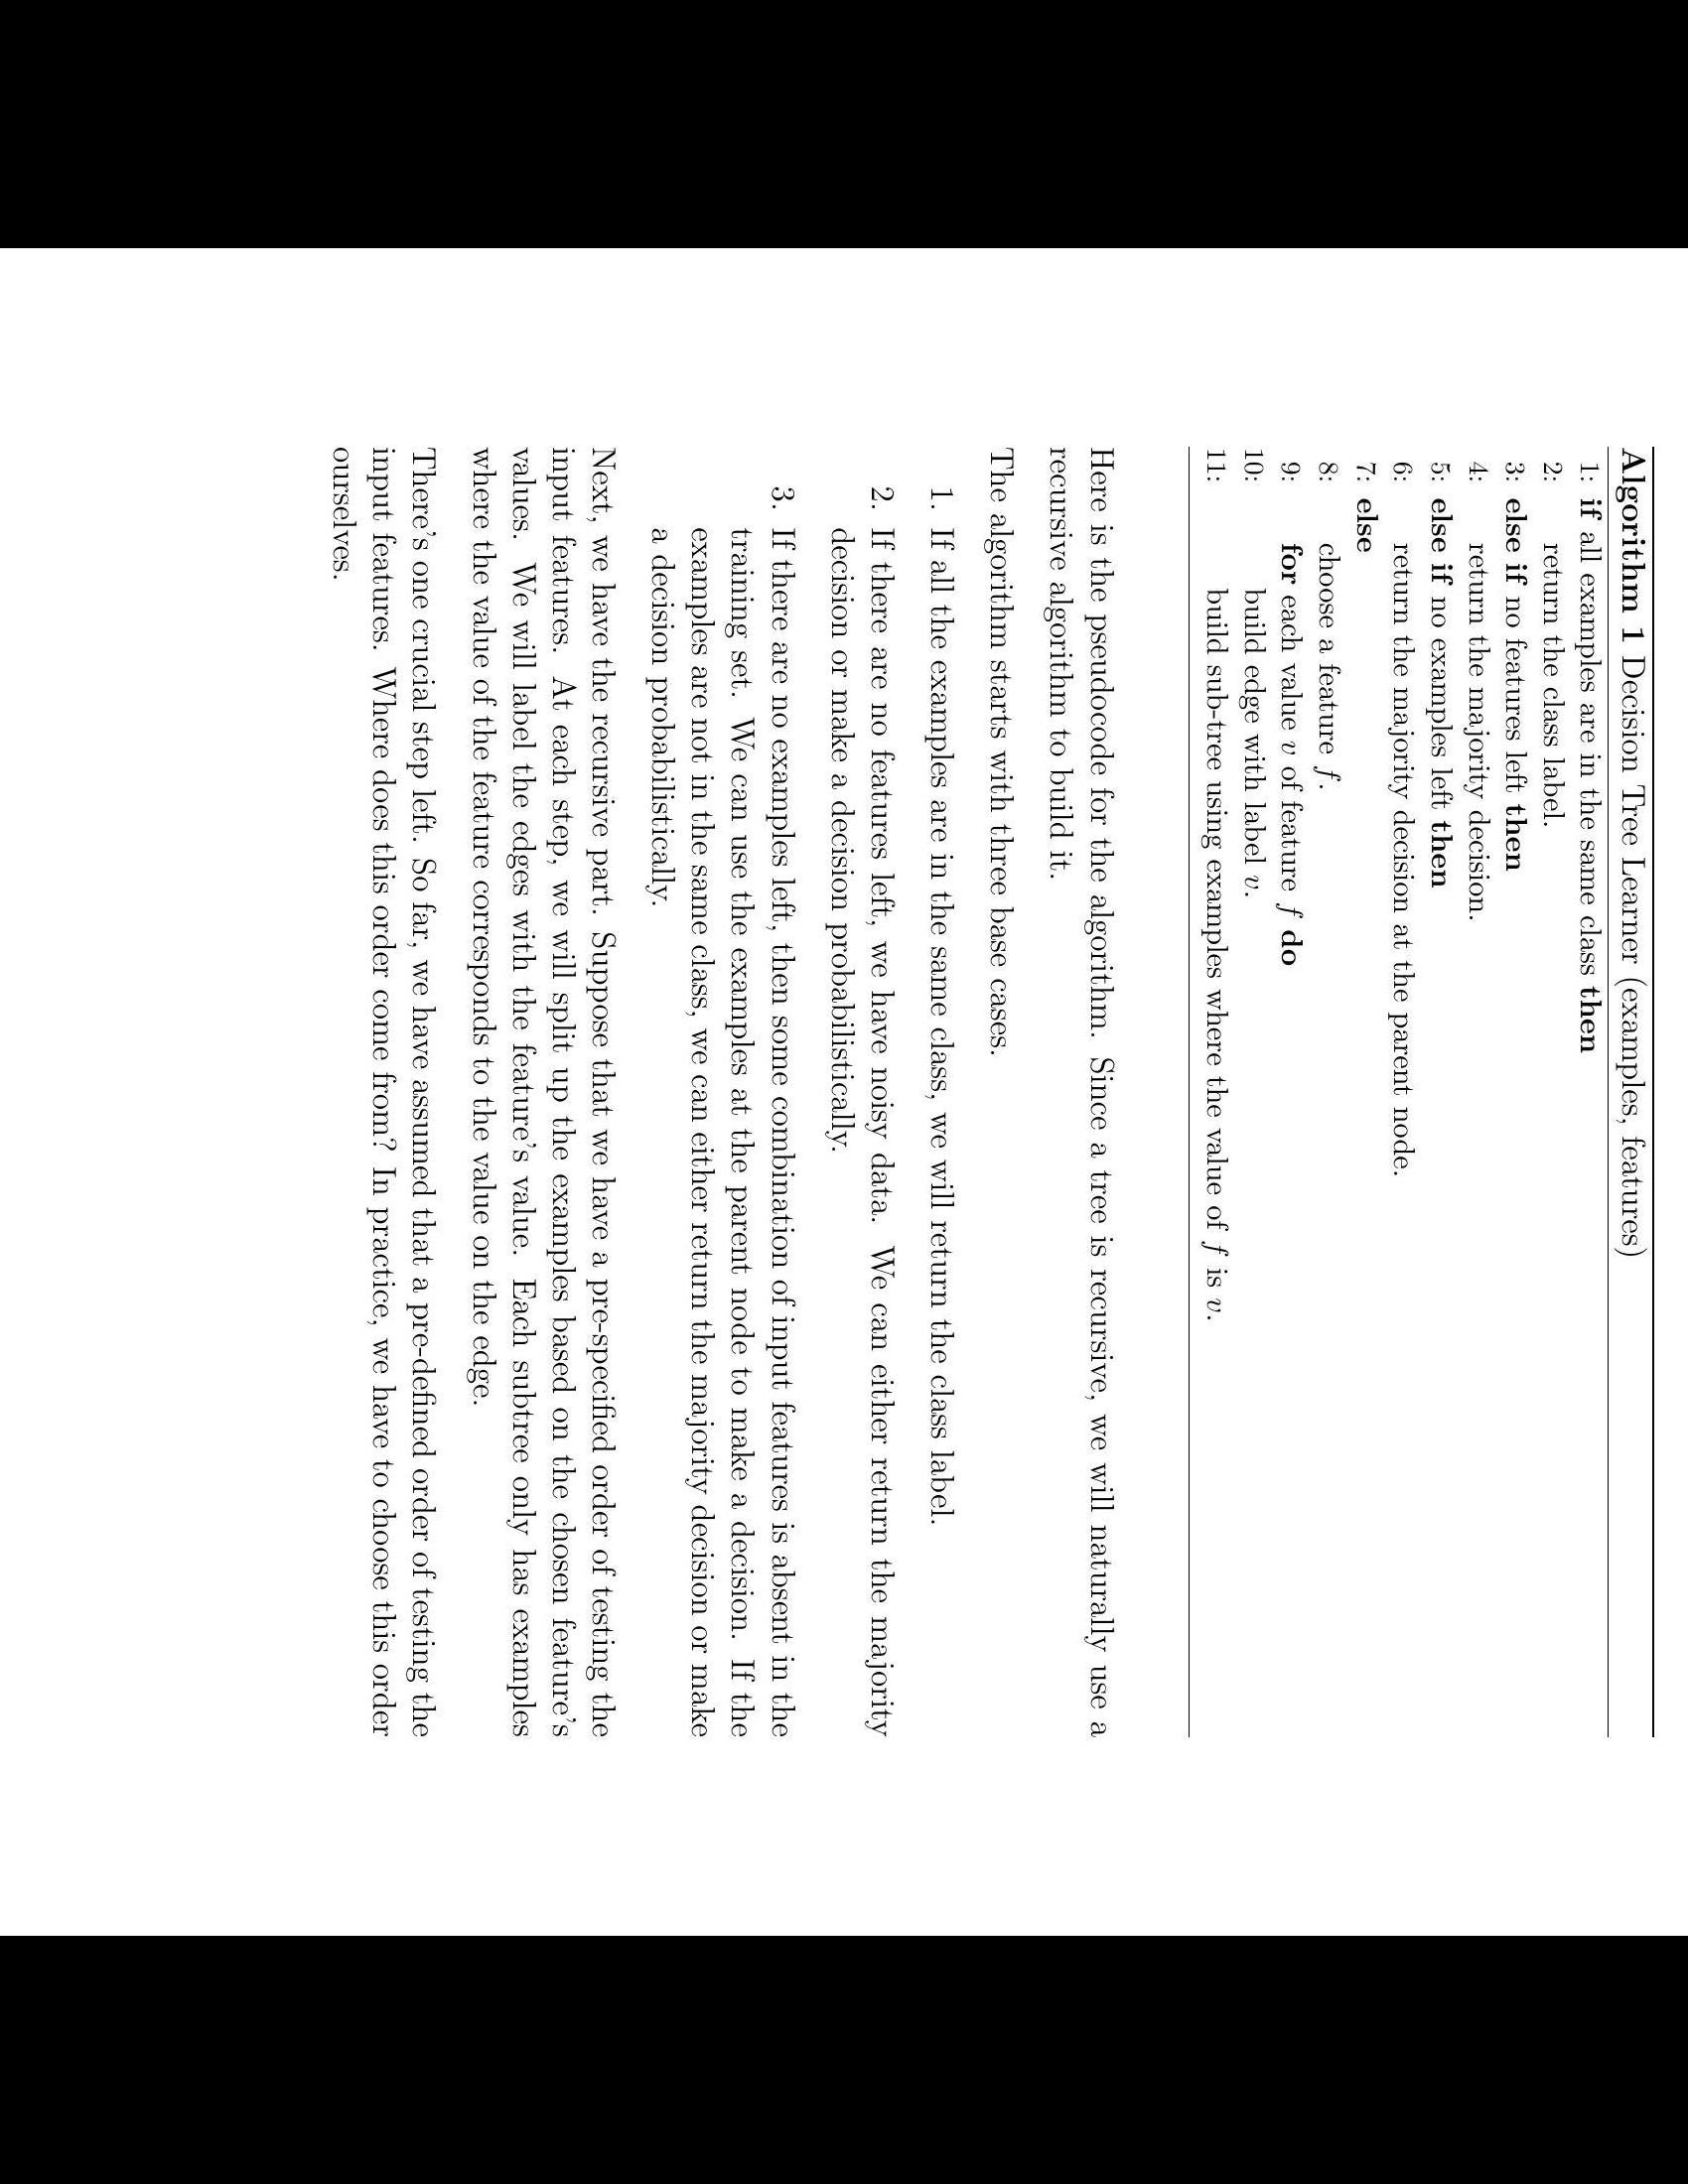 Algorithm 1 Decision Tree Learner (examples, features)
1: if all examples are in the same class then
2: return the class label.
3: else if no features left then
4: return the majority decision.
5: else if no examples left then
6: return the majority decision at the parent node.
7: else
8: choose a feature f.
9: for each value v of feature f do
10: build edge with label v.
11: build sub-tree using examples where the value of f is v.
Here is the pseudocode for the algorithm. Since a tree is recursive, we will naturally use a
recursive algorithm to build it.
The algorithm starts with three base cases.
1. If all the examples are in the same class, we will return the class label.
2. If there are no features left, we have noisy data. We can either return the majority
decision or make a decision probabilistically.
3. If there are no examples left, then some combination of input features is absent in the
training set. We can use the examples at the parent node to make a decision. If the
examples are not in the same class, we can either return the majority decision or make
a decision probabilistically.
Next, we have the recursive part. Suppose that we have a pre-specified order of testing the
input features. At each step, we will split up the examples based on the chosen feature's
values. We will label the edges with the feature's value. Each subtree only has examples
where the value of the feature corresponds to the value on the edge.
There's one crucial step left. So far, we have assumed that a pre-defined order of testing the
input features. Where does this order come from? In practice, we have to choose this order
ourselves.